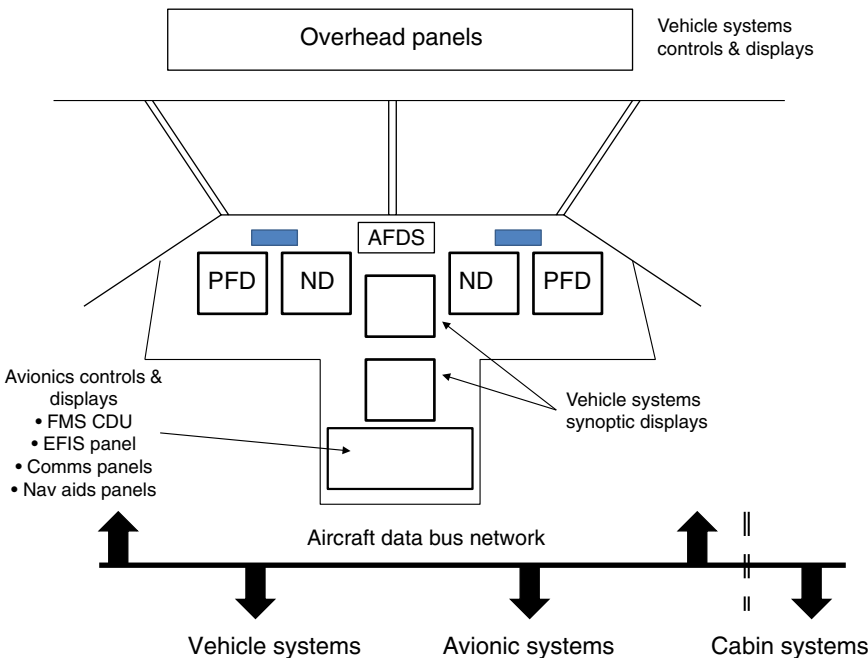 Overhead panels
Vehicle systems
controls & displays
AFDS
PFD
ND
ND
PFD
Avionics controls &
displays
• FMS CDU
• EFIS panel
• Comms panels
• Nav aids panels
Vehicle systems
synoptic displays
Aircraft data bus network
Vehicle systems
Avionic systems
Cabin systems